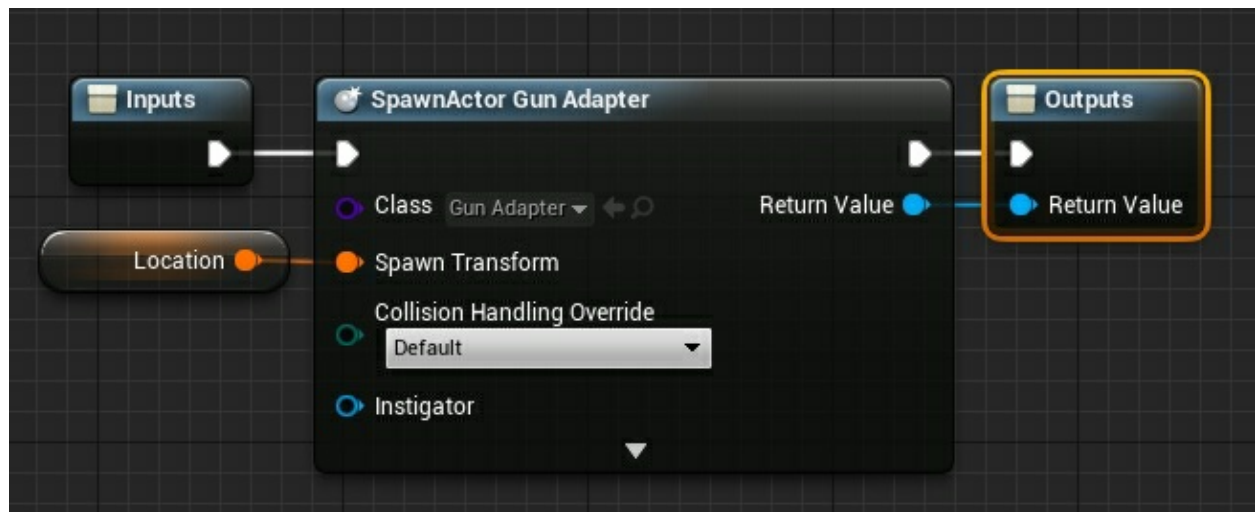 Inputs
SpawnActor Gun Adapter
Outputs
Class Gun Adapter
Return Value
Return Value
Location
Spawn Transform
Collision Handling Override
Default
Instigator